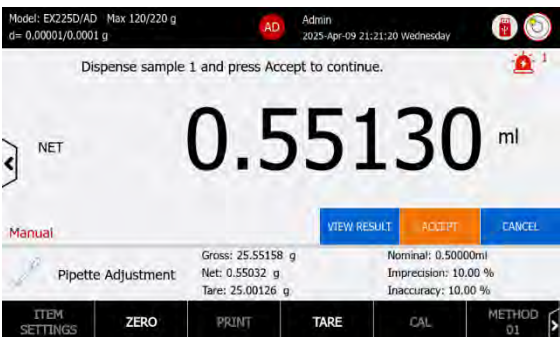 Model: EX225D/AD Max 120/220 g
d= 0.00001/0.0001 g
AD
Admin
2025-Apr-09 21:21:20 Wednesday
Dispense sample 1 and press Accept to continue.
1
NET
0.55130 ml
Manual
VIEW RESULT
ACCEPT
CANCEL
Pipette Adjustment
Gross: 25.55158 g
Net: 0.55032 g
Tare: 25.00126 g
Nominal: 0.50000ml
Imprecision: 10.00 %
Inaccuracy: 10.00 %
ITEM SETTINGS
ZERO
PRINT
TARE
CAL
METHOD 01